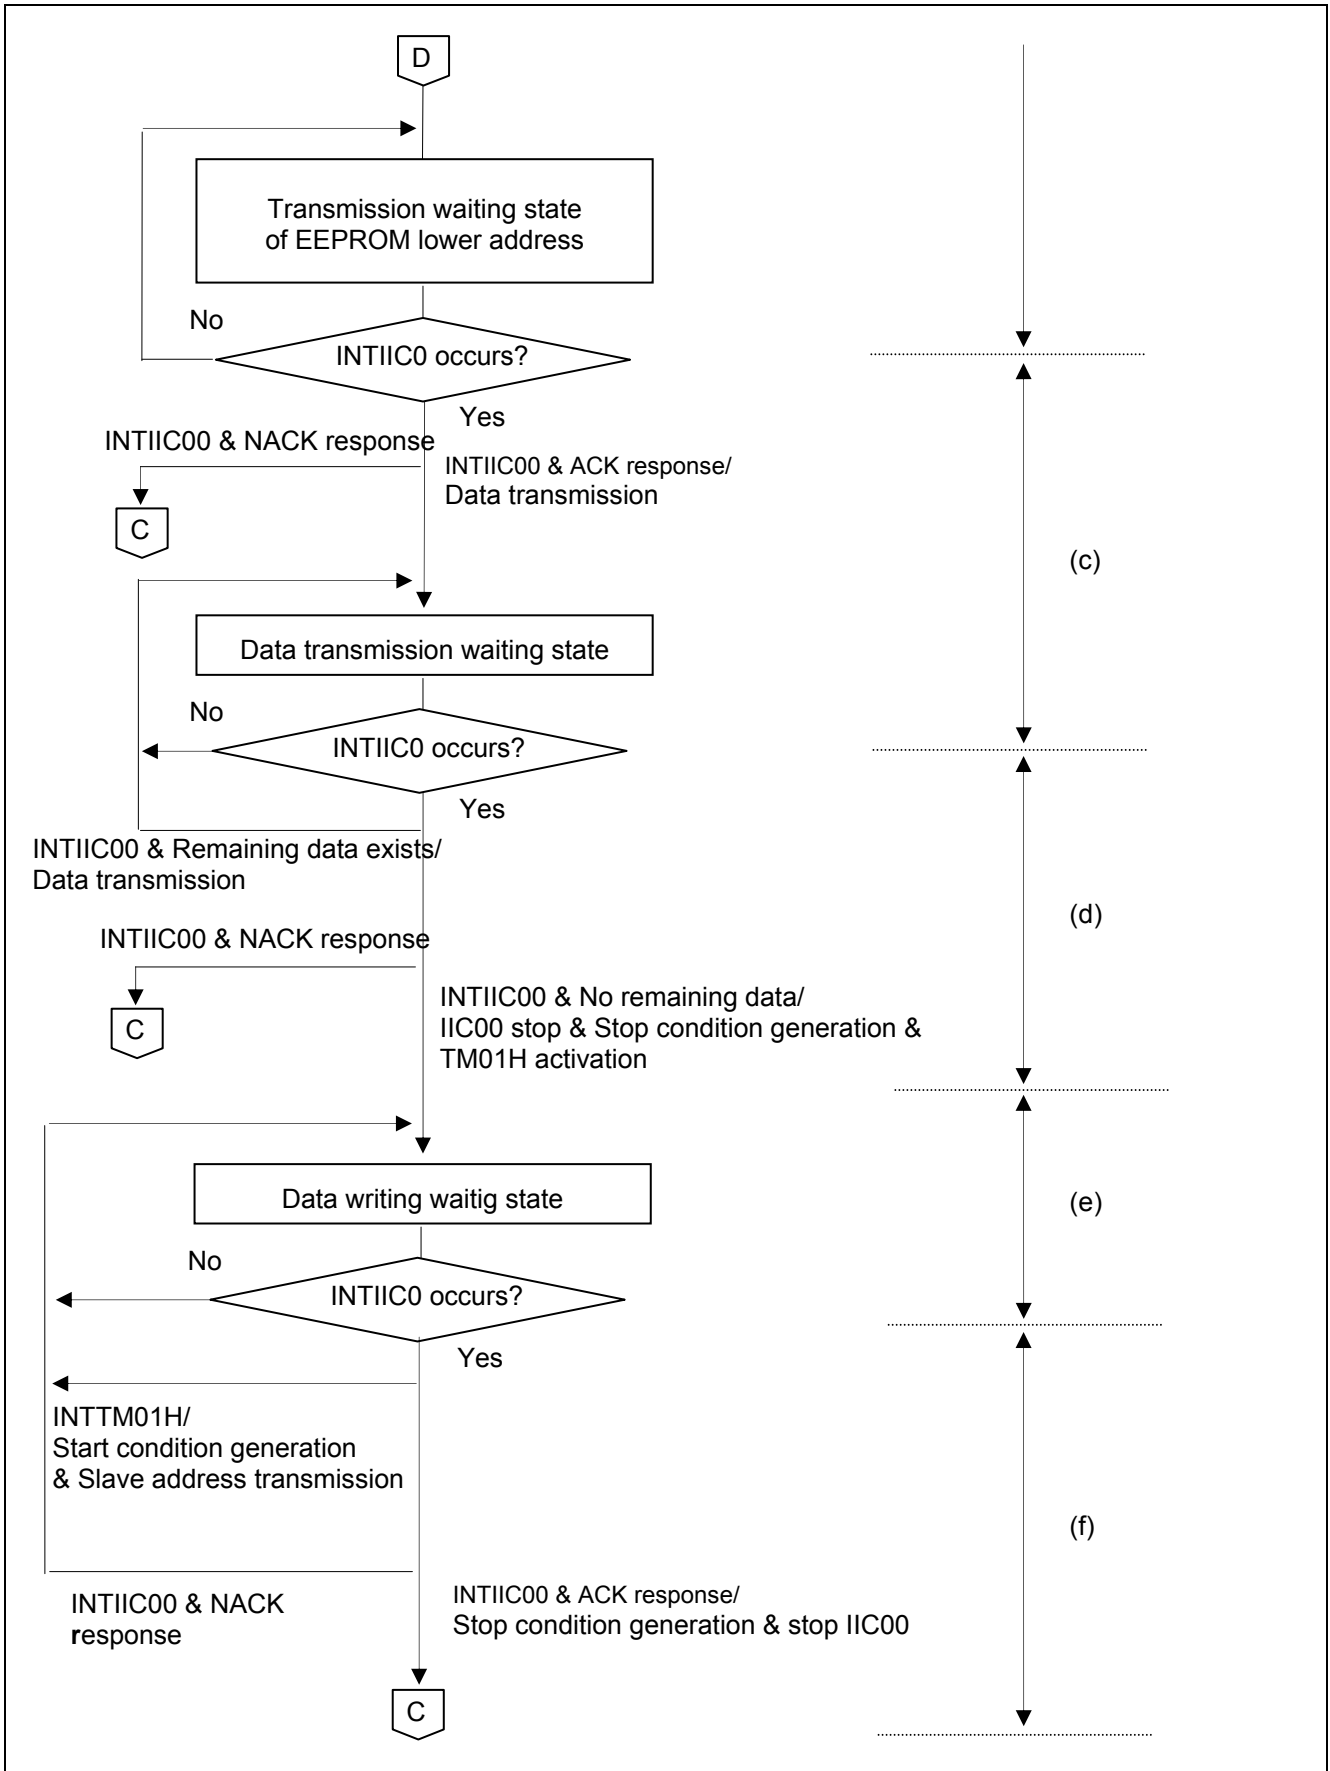 D
Transmission waiting state
of EEPROM lower address
No
INTIIC0 occurs?
Yes
INTIIC00 & NACK response
INTIIC00 & ACK response/
Data transmission
C
(c)
Data transmission waiting state
No
INTIIC0 occurs?
Yes
INTIIC00 & Remaining data exists/
Data transmission
(d)
INTIIC00 & NACK response
INTIIC00 & No remaining data/
IIC00 stop & Stop condition generation &
TM01H activation
C
Data writing waitig state
(e)
No
INTIIC0 occurs?
Yes
INTTM01H/
Start condition generation
& Slave address transmission
(f)
INTIIC00 & NACK
response
INTIIC00 & ACK response/
Stop condition generation & stop IIC00
C